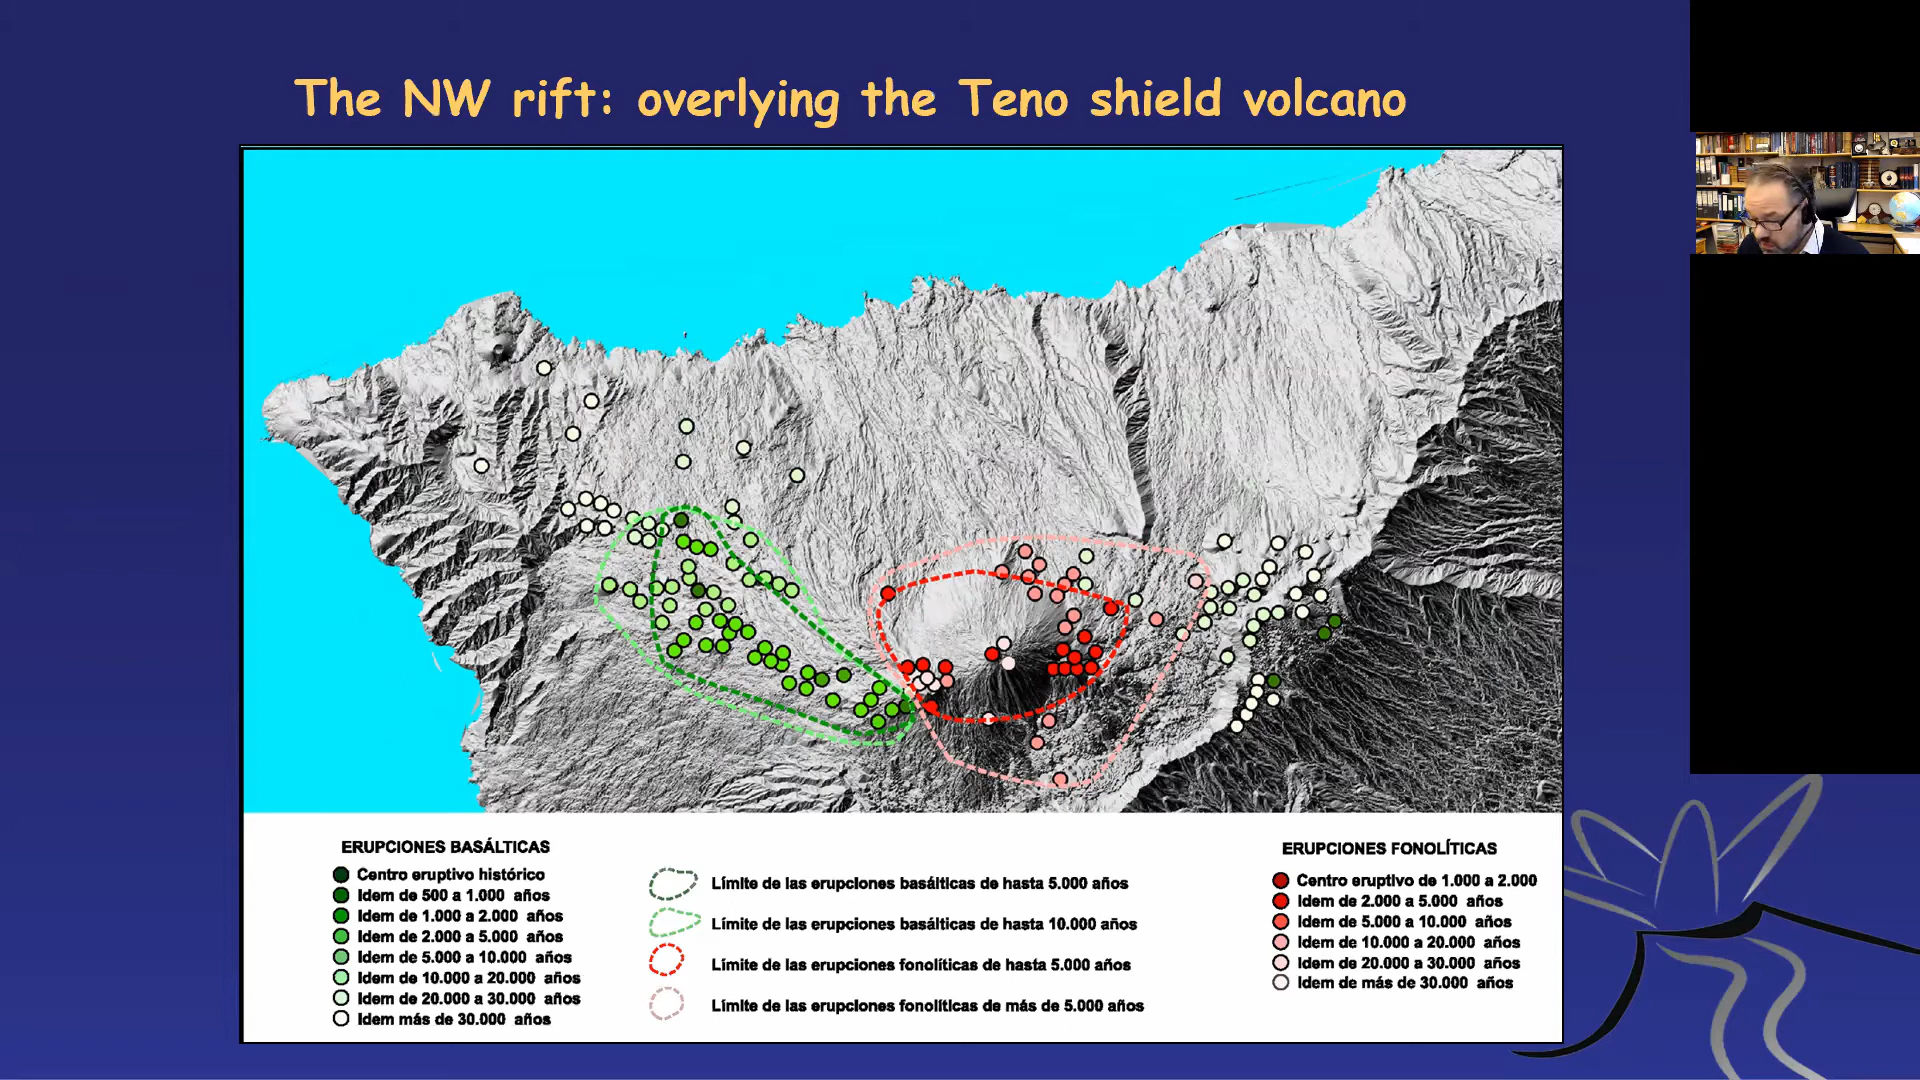 The NW rift: overlying the Teno shield volcano
ERUPCIONES BASÁLTICAS
Centro eruptivo histórico
Idem de 500 a 1.000 años
Idem de 1.000 a 2.000 años
Idem de 2.000 a 5.000 años
Idem de 5.000 a 10.000 años
Idem de 10.000 a 20.000 años
Idem de 20.000 a 30.000 años
Idem más de 30.000 años
Límite de las erupciones basálticas de hasta 5.000 años
Límite de las erupciones basálticas de hasta 10.000 años
Límite de las erupciones fonolíticas de hasta 5.000 años
Límite de las erupciones fonolíticas de más de 5.000 años
ERUPCIONES FONOLÍTICAS
Centro eruptivo de 1.000 a 2.000
Idem de 2.000 a 5.000 años
Idem de 5.000 a 10.000 años
Idem de 10.000 a 20.000 años
Idem de 20.000 a 30.000 años
Idem de más de 30.000 años